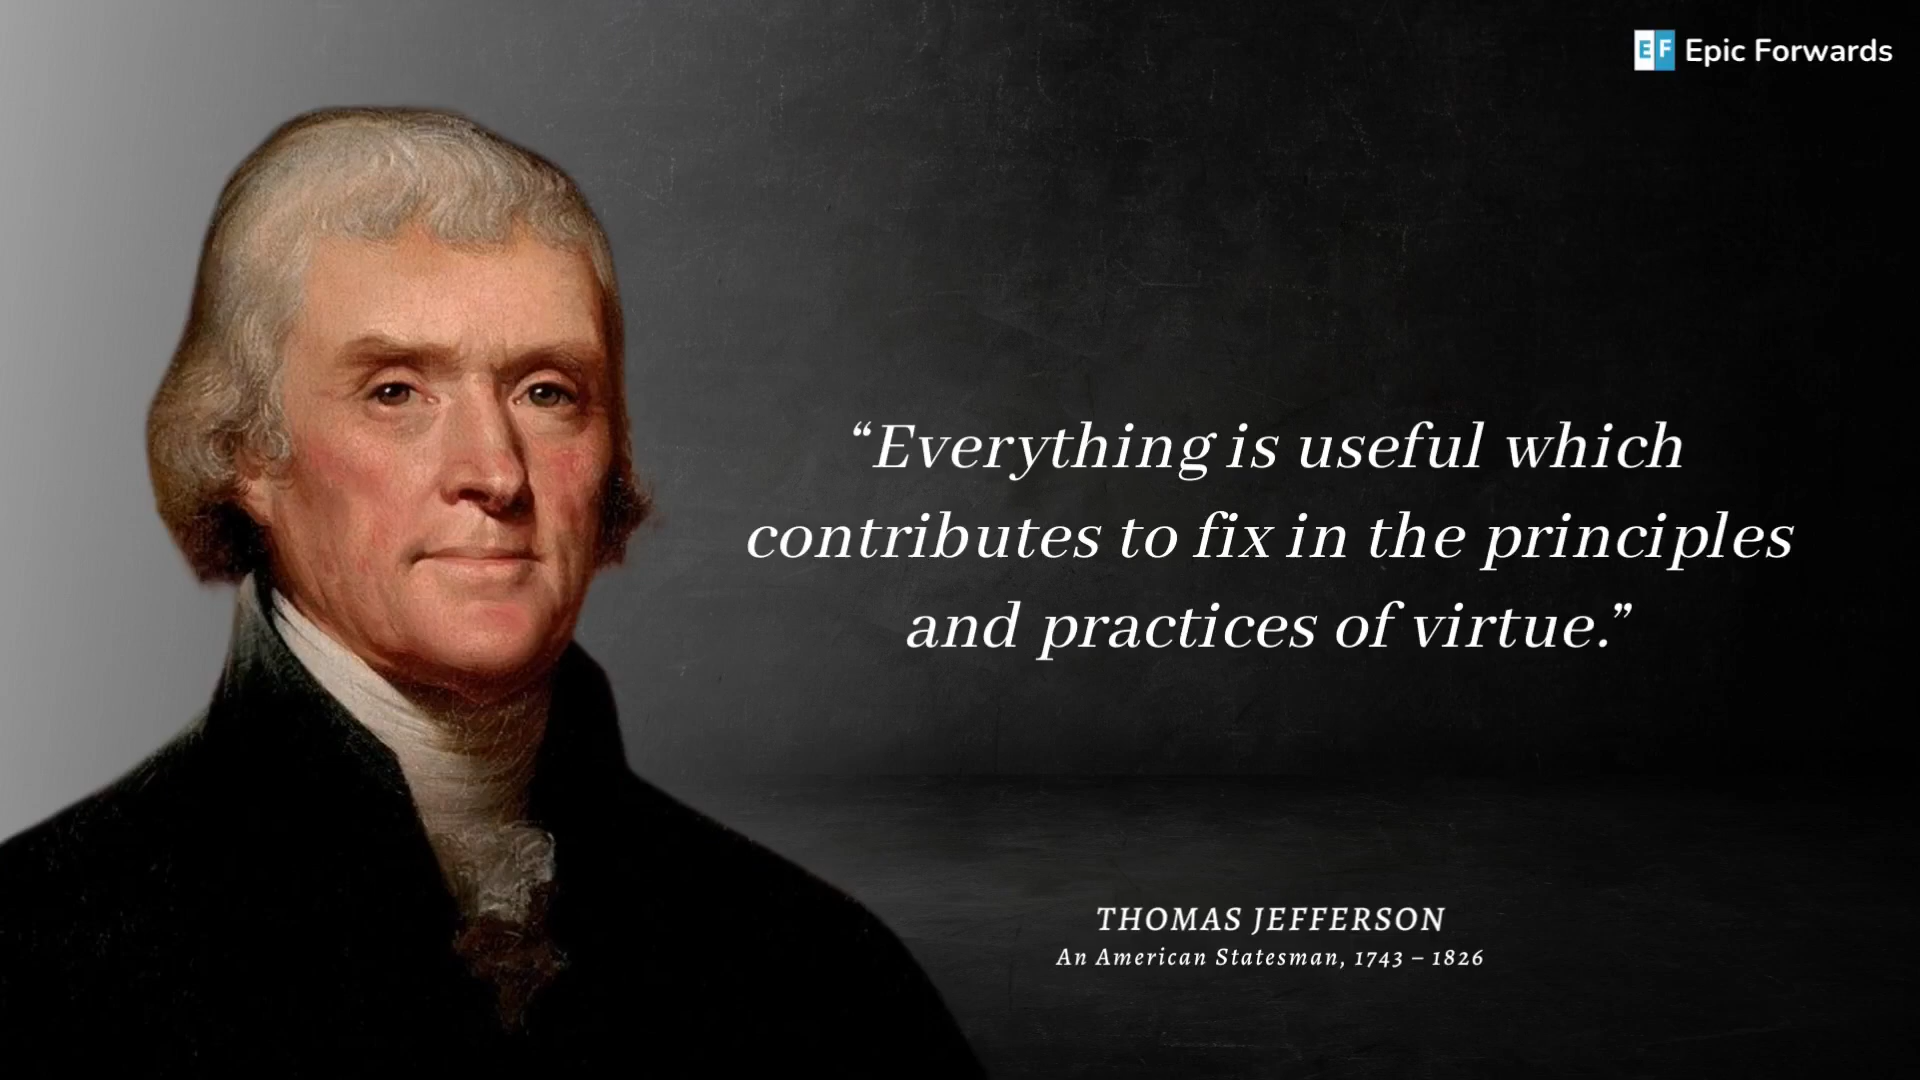 EF Epic Forwards
“Everything is useful which
contributes to fix in the principles
and practices of virtue.”
THOMAS JEFFERSON
An American Statesman, 1743 – 1826